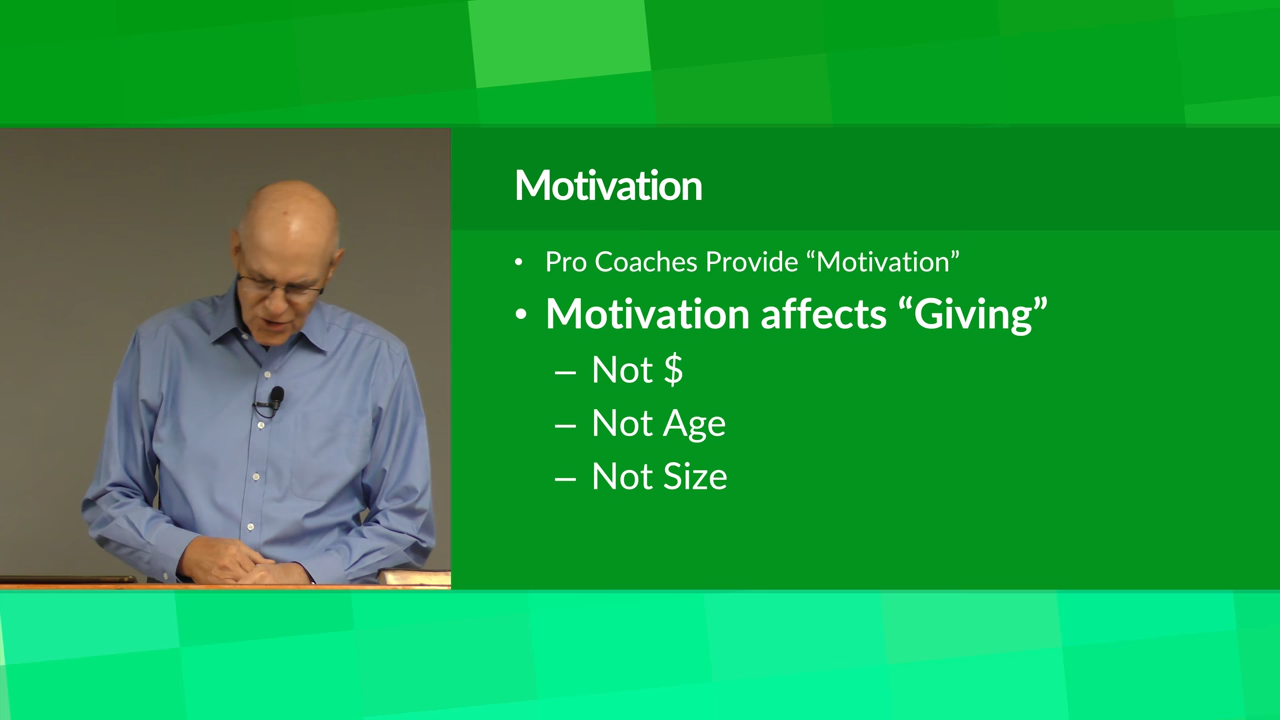 Motivation
• Pro Coaches Provide “Motivation”
• Motivation affects “Giving”
– Not $
– Not Age
– Not Size